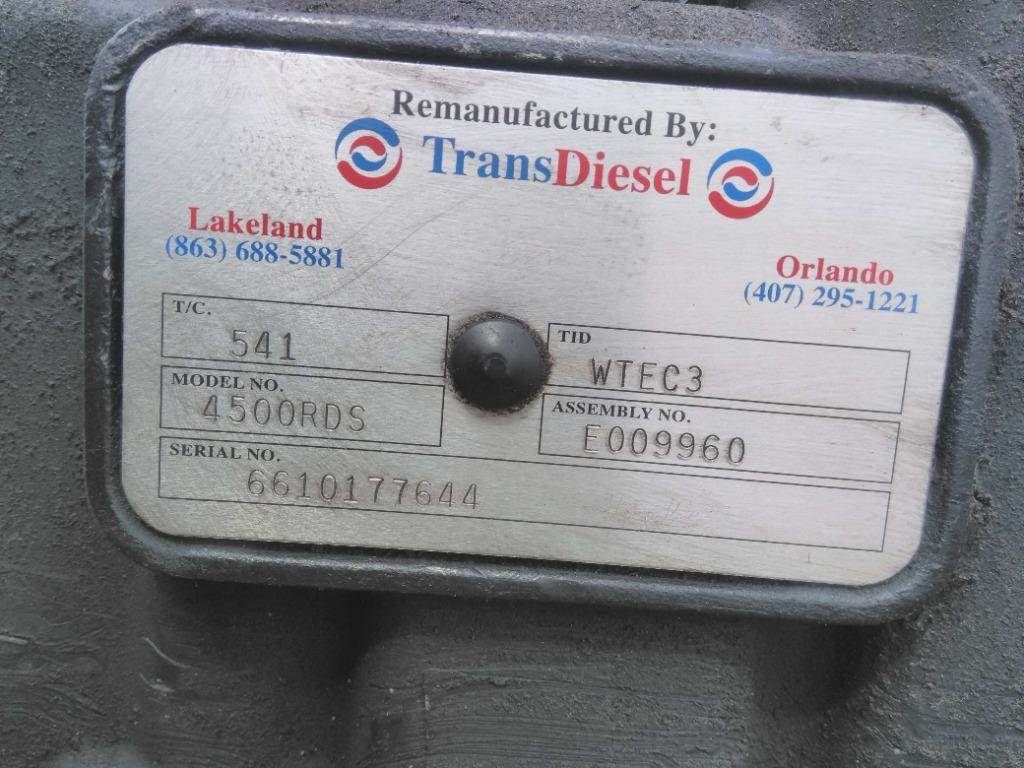 Remanufactured By:
TransDiesel
Lakeland
(863) 688-5881
Orlando
(407) 295-1221
T/C.
541
TID
WTEC3
MODEL NO.
4500RDS
ASSEMBLY NO.
E009960
SERIAL NO.
6610177644